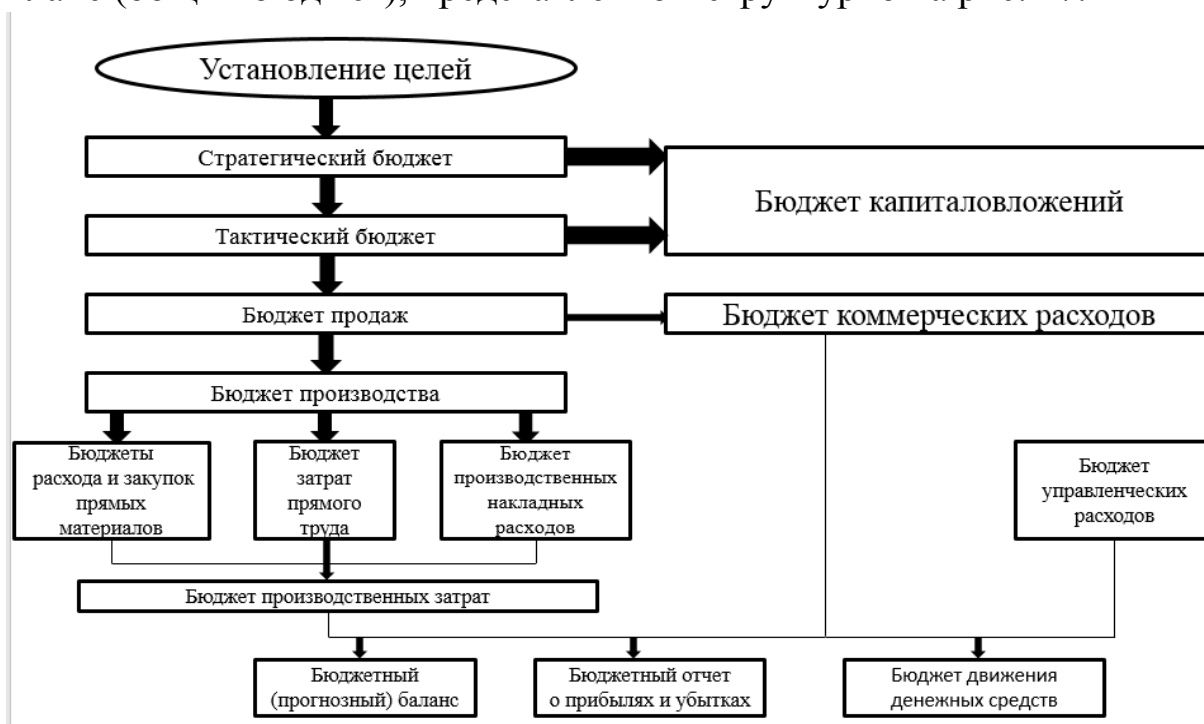 Установление целей
Стратегический бюджет
Бюджет капиталовложений
Тактический бюджет
Бюджет продаж
Бюджет коммерческих расходов
Бюджет производства
Бюджеты
расхода и закупок
прямых
материалов
Бюджет
затрат
прямого
труда
Бюджет
производственных
накладных
расходов
Бюджет
управленческих
расходов
Бюджет производственных затрат
Бюджетный
(прогнозный) баланс
Бюджетный отчет
о прибылях и убытках
Бюджет движения
денежных средств